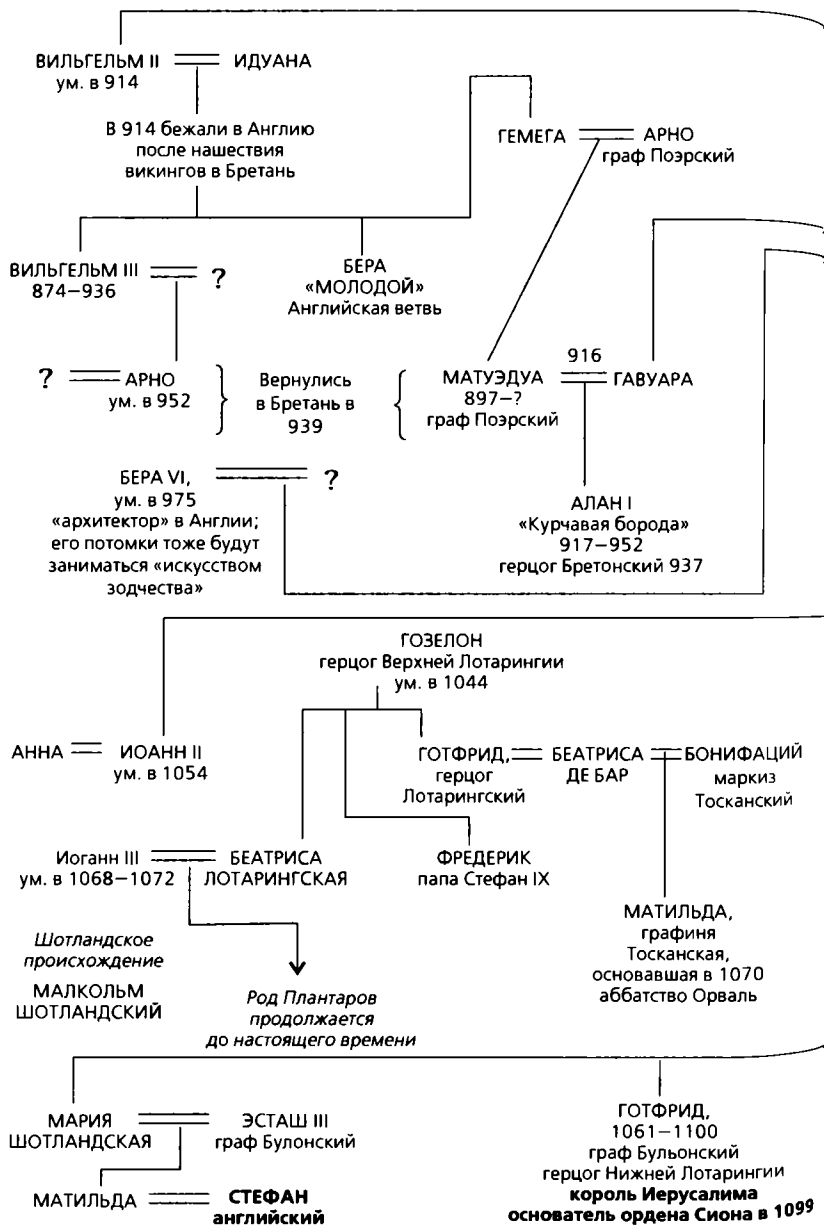 ВИЛЬГЕЛЬМ II
ум. в 914
ИДУАНА
В 914 бежали в Англию
после нашествия
викингов в Бретань
ГЕМЕГА
АРНО
граф Поэрский
ВИЛЬГЕЛЬМ III
874–936
?
БЕРА
«МОЛОДОЙ»
Английская ветвь
?
АРНО
ум. в 952
Вернулись
в Бретань в
939
МАТУЭДУА
897–?
граф Поэрский
916
ГАВУАРА
БЕРА VI,
ум. в 975
«архитектор» в Англии;
его потомки тоже будут
заниматься «искусством
зодчества»
?
АЛАН I
«Курчавая борода»
917–952
герцог Бретонский 937
ГОЗЕЛОН
герцог Верхней Лотарингии
ум. в 1044
АННА
ИОАНН II
ум. в 1054
ГОТФРИД,
герцог
Лотарингский
БЕАТРИСА
ДЕ БАР
БОНИФАЦИЙ
маркиз
Тосканский
Иоганн III
ум. в 1068–1072
БЕАТРИСА
ЛОТАРИНГСКАЯ
ФРЕДЕРИК
папа Стефан IX
МАТИЛЬДА,
графиня
Тосканская,
основавшая в 1070
аббатство Орваль
Шотландское
происхождение
МАЛКОЛЬМ
ШОТЛАНДСКИЙ
Род Плантаров
продолжается
до настоящего времени
МАРИЯ
ШОТЛАНДСКАЯ
ЭСТАШ III
граф Булонский
ГОТФРИД,
1061–1100
граф Бульонский
герцог Нижней Лотарингии
король Иерусалима
основатель ордена Сиона в 1099
МАТИЛЬДА
СТЕФАН
английский